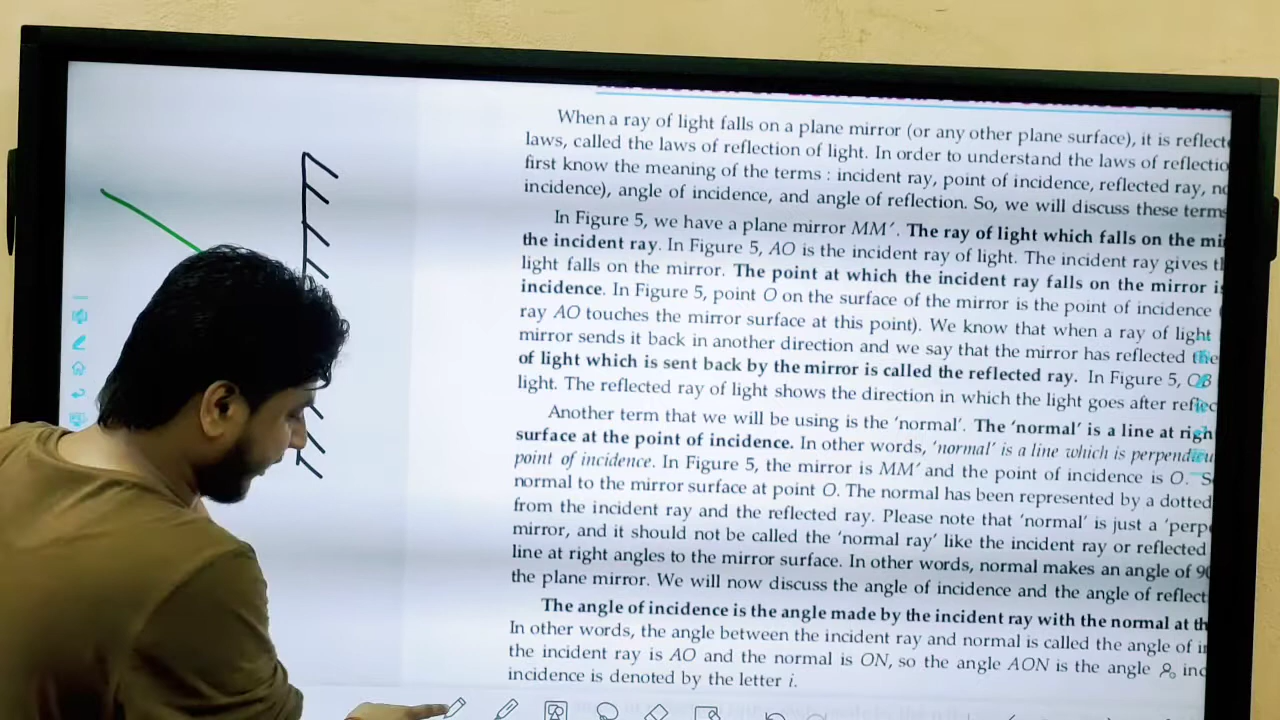 When a ray of light falls on a plane mirror (or any other plane surface), it is reflect
laws, called the laws of reflection of light. In order to understand the laws of reflectio
first know the meaning of the terms : incident ray, point of incidence, reflected ray, no
incidence), angle of incidence, and angle of reflection. So, we will discuss these terms
In Figure 5, we have a plane mirror MM′. The ray of light which falls on the mi
the incident ray. In Figure 5, AO is the incident ray of light. The incident ray gives t
light falls on the mirror. The point at which the incident ray falls on the mirror is
incidence. In Figure 5, point O on the surface of the mirror is the point of incidence (
ray AO touches the mirror surface at this point). We know that when a ray of light
mirror sends it back in another direction and we say that the mirror has reflected the
of light which is sent back by the mirror is called the reflected ray. In Figure 5, OB
light. The reflected ray of light shows the direction in which the light goes after reflec
Another term that we will be using is the ‘normal’. The ‘normal’ is a line at righ
surface at the point of incidence. In other words, ‘normal’ is a line which is perpendicu
point of incidence. In Figure 5, the mirror is MM′ and the point of incidence is O. S
normal to the mirror surface at point O. The normal has been represented by a dotted
from the incident ray and the reflected ray. Please note that ‘normal’ is just a ‘perp
mirror, and it should not be called the ‘normal ray’ like the incident ray or reflected
line at right angles to the mirror surface. In other words, normal makes an angle of 90
the plane mirror. We will now discuss the angle of incidence and the angle of reflect
The angle of incidence is the angle made by the incident ray with the normal at th
In other words, the angle between the incident ray and normal is called the angle of i
the incident ray is AO and the normal is ON, so the angle AON is the angle inc
incidence is denoted by the letter i.